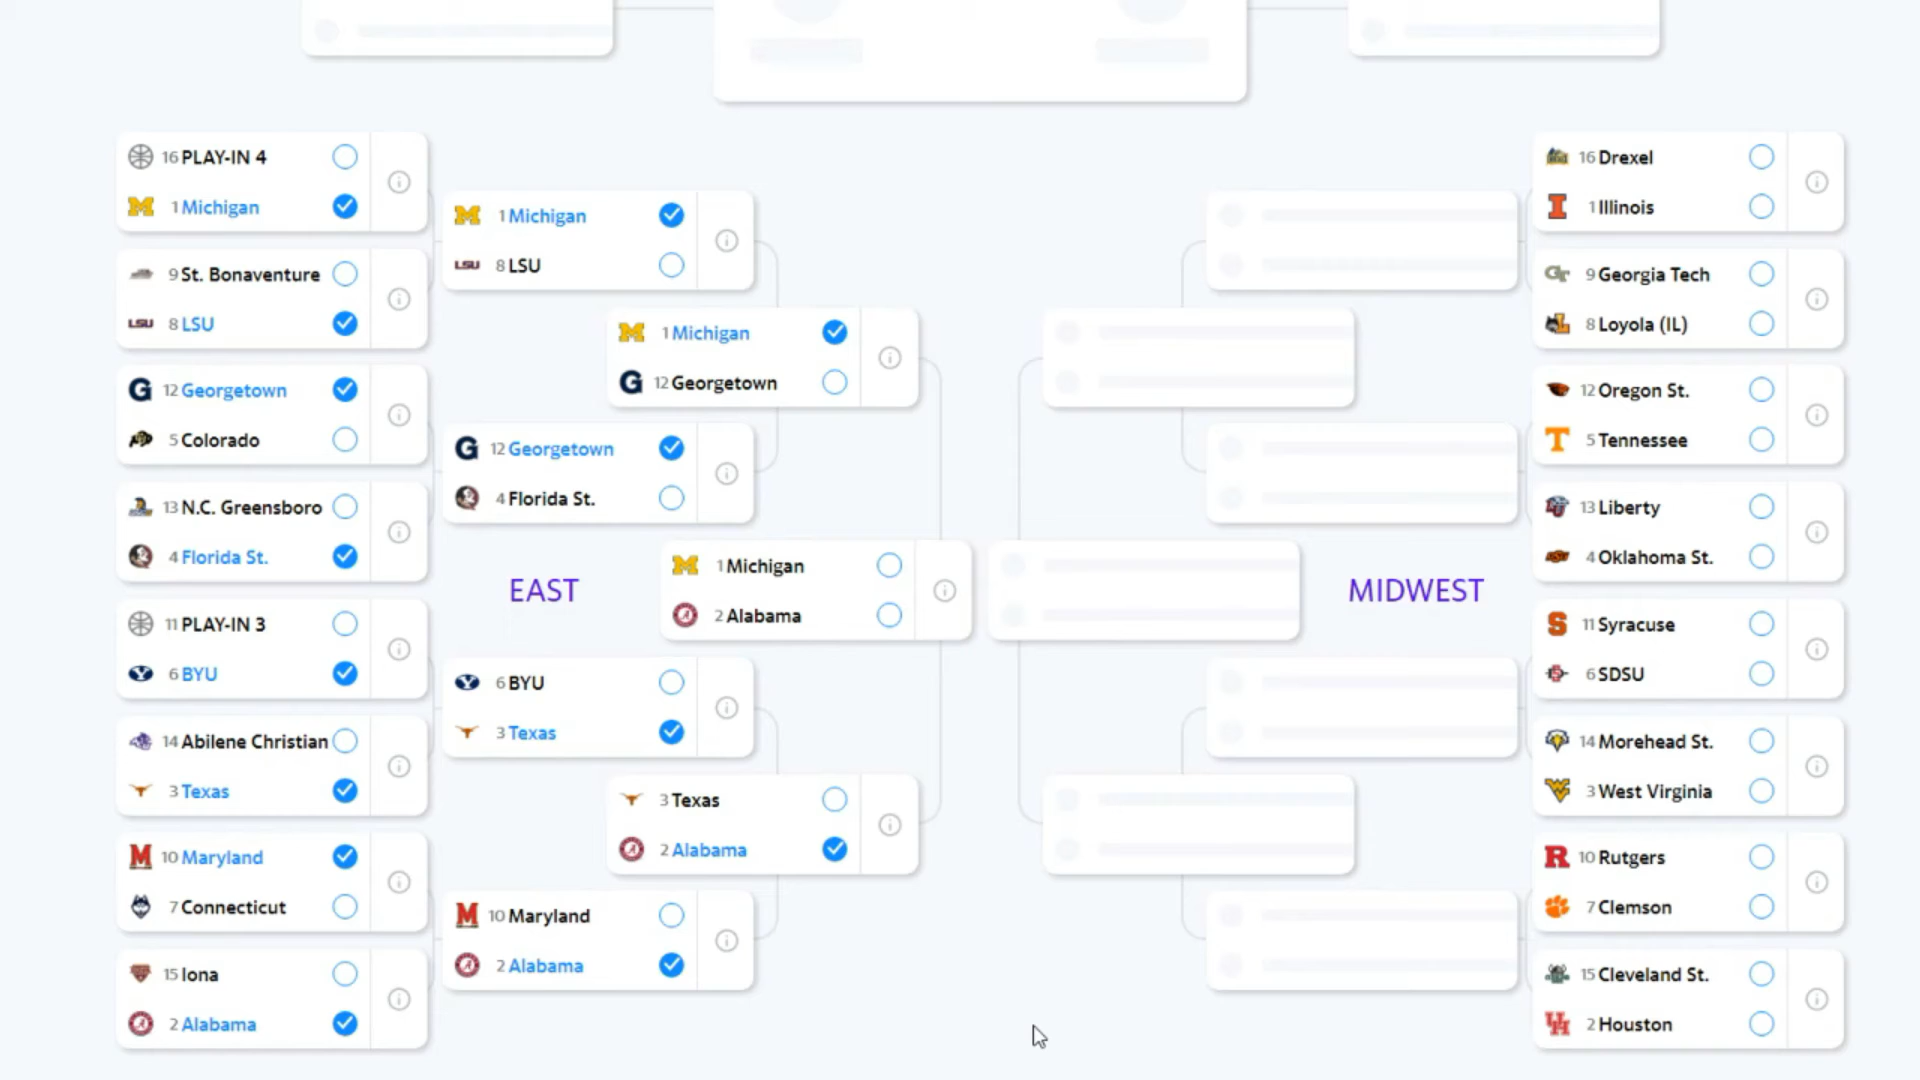 16 PLAY-IN 4
1 Michigan
9 St. Bonaventure
8 LSU
12 Georgetown
5 Colorado
13 N.C. Greensboro
4 Florida St.
11 PLAY-IN 3
6 BYU
14 Abilene Christian
3 Texas
10 Maryland
7 Connecticut
15 Iona
2 Alabama
1 Michigan
8 LSU
12 Georgetown
4 Florida St.
6 BYU
3 Texas
10 Maryland
2 Alabama
1 Michigan
12 Georgetown
3 Texas
2 Alabama
EAST
1 Michigan
2 Alabama
MIDWEST
16 Drexel
1 Illinois
9 Georgia Tech
8 Loyola (IL)
12 Oregon St.
5 Tennessee
13 Liberty
4 Oklahoma St.
11 Syracuse
6 SDSU
14 Morehead St.
3 West Virginia
10 Rutgers
7 Clemson
15 Cleveland St.
2 Houston